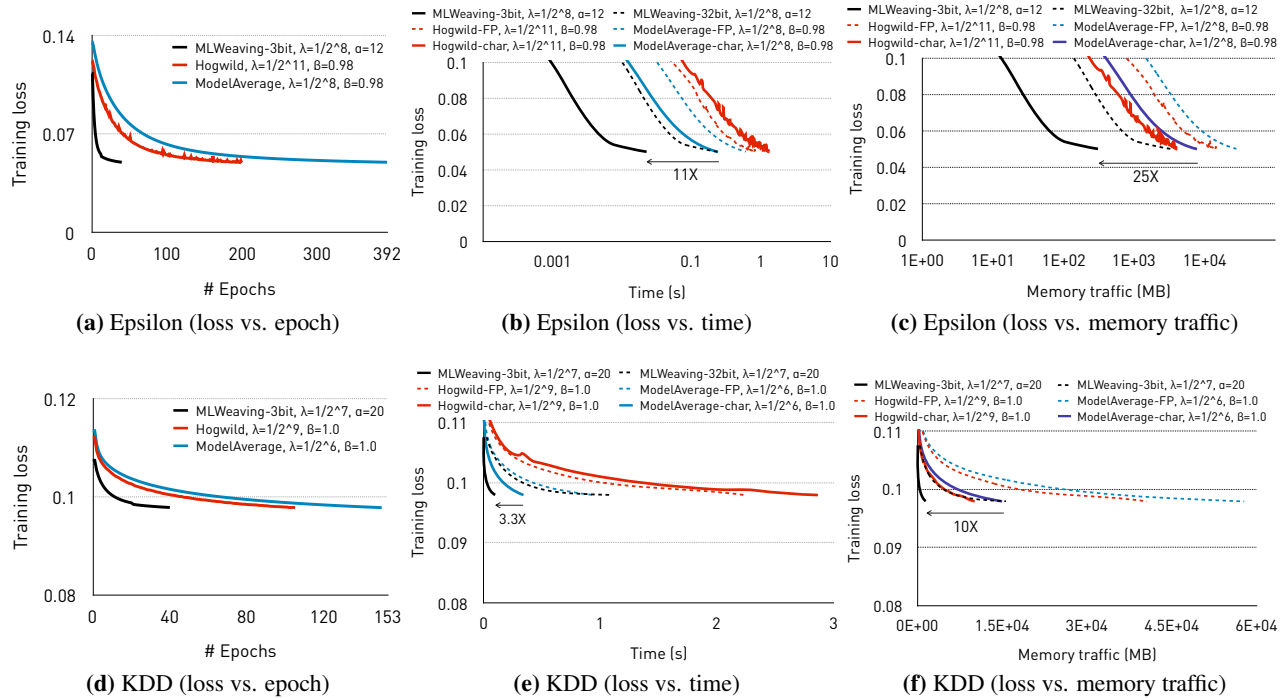 0.14
0.07
0
Training loss
MLWeaving-3bit, λ=1/2^8, α=12
Hogwild, λ=1/2^11, β=0.98
ModelAverage, λ=1/2^8, β=0.98
0 100 200 300 392
# Epochs
(a) Epsilon (loss vs. epoch)
MLWeaving-3bit, λ=1/2^8, α=12 MLWeaving-32bit, λ=1/2^8, α=12
Hogwild-FP, λ=1/2^11, β=0.98 ModelAverage-FP, λ=1/2^8, β=0.98
Hogwild-char, λ=1/2^11, β=0.98 ModelAverage-char, λ=1/2^8, β=0.98
0.1
0.08
0.06
0.04
0.02
0
Training loss
11X
0.001 0.1 1 10
Time (s)
(b) Epsilon (loss vs. time)
MLWeaving-3bit, λ=1/2^8, α=12 MLWeaving-32bit, λ=1/2^8, α=12
Hogwild-FP, λ=1/2^11, β=0.98 ModelAverage-FP, λ=1/2^8, β=0.98
Hogwild-char, λ=1/2^11, β=0.98 ModelAverage-char, λ=1/2^8, β=0.98
0.1
0.08
0.06
0.04
0.02
0
Training loss
25X
1E+00 1E+01 1E+02 1E+03 1E+04
Memory traffic (MB)
(c) Epsilon (loss vs. memory traffic)
0.12
0.1
0.08
Training loss
MLWeaving-3bit, λ=1/2^7, α=20
Hogwild, λ=1/2^9, β=1.0
ModelAverage, λ=1/2^6, β=1.0
0 40 80 120 153
# Epochs
(d) KDD (loss vs. epoch)
MLWeaving-3bit, λ=1/2^7, α=20 MLWeaving-32bit, λ=1/2^7, α=20
Hogwild-FP, λ=1/2^9, β=1.0 ModelAverage-FP, λ=1/2^6, β=1.0
Hogwild-char, λ=1/2^9, β=1.0 ModelAverage-char, λ=1/2^6, β=1.0
0.11
0.1
0.09
0.08
Training loss
3.3X
0 1 2 3
Time (s)
(e) KDD (loss vs. time)
MLWeaving-3bit, λ=1/2^7, α=20 MLWeaving-32bit, λ=1/2^7, α=20
Hogwild-FP, λ=1/2^9, β=1.0 ModelAverage-FP, λ=1/2^6, β=1.0
Hogwild-char, λ=1/2^9, β=1.0 ModelAverage-char, λ=1/2^6, β=1.0
0.11
0.1
0.09
0.08
Training loss
10X
0E+00 1.5E+04 3E+04 4.5E+04 6E+04
Memory traffic (MB)
(f) KDD (loss vs. memory traffic)